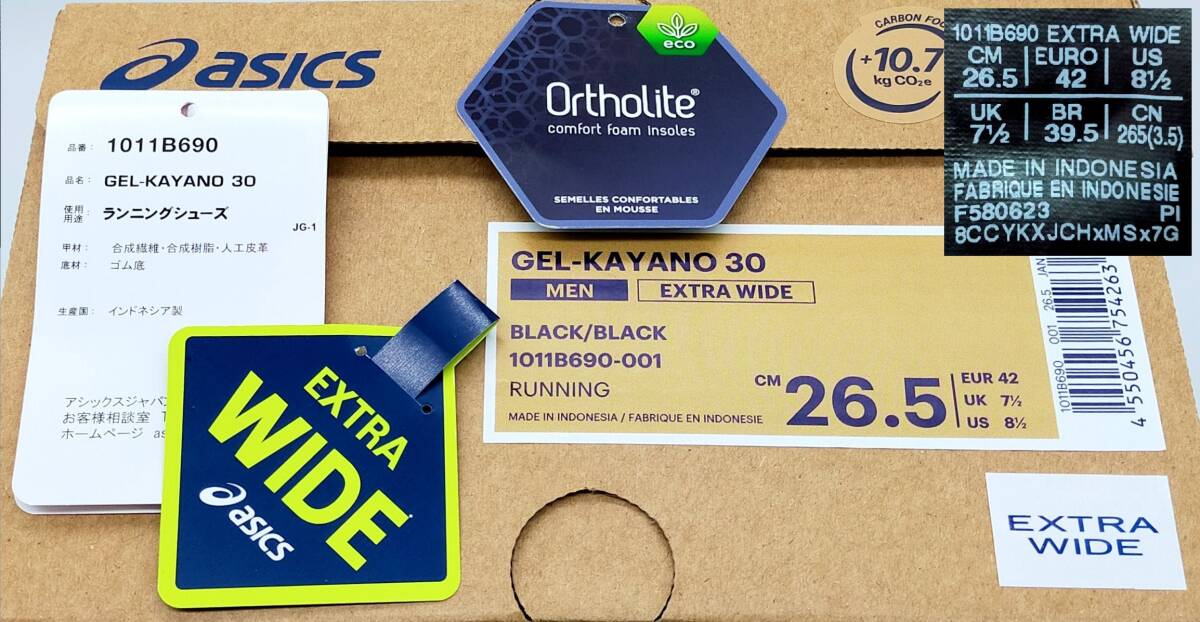 asics
品番： 1011B690
品名： GEL-KAYANO 30
使用用途： ランニングシューズ
JG-1
甲材： 合成繊維・合成樹脂・人工皮革
底材： ゴム底
生産国： インドネシア製
アシックスジャパン
お客様相談室
ホームページ as
EXTRA
WIDE
asics
eco
Ortholite®
comfort foam insoles
SEMELLES CONFORTABLES
EN MOUSSE
CARBON FOO
+10.7
kg CO₂e
GEL-KAYANO 30
MEN EXTRA WIDE
BLACK/BLACK
1011B690-001
RUNNING
MADE IN INDONESIA / FABRIQUE EN INDONESIE
CM 26.5
EUR 42
UK 7½
US 8½
1011B690 001 26.5 JAN
4 550456 754263
EXTRA
WIDE
1011B690 EXTRA WIDE
CM EURO US
26.5 42 8½
UK BR CN
7½ 39.5 265(3.5)
MADE IN INDONESIA
FABRIQUE EN INDONESIE
F580623 PI
8CCYKXJCHxMSx7G